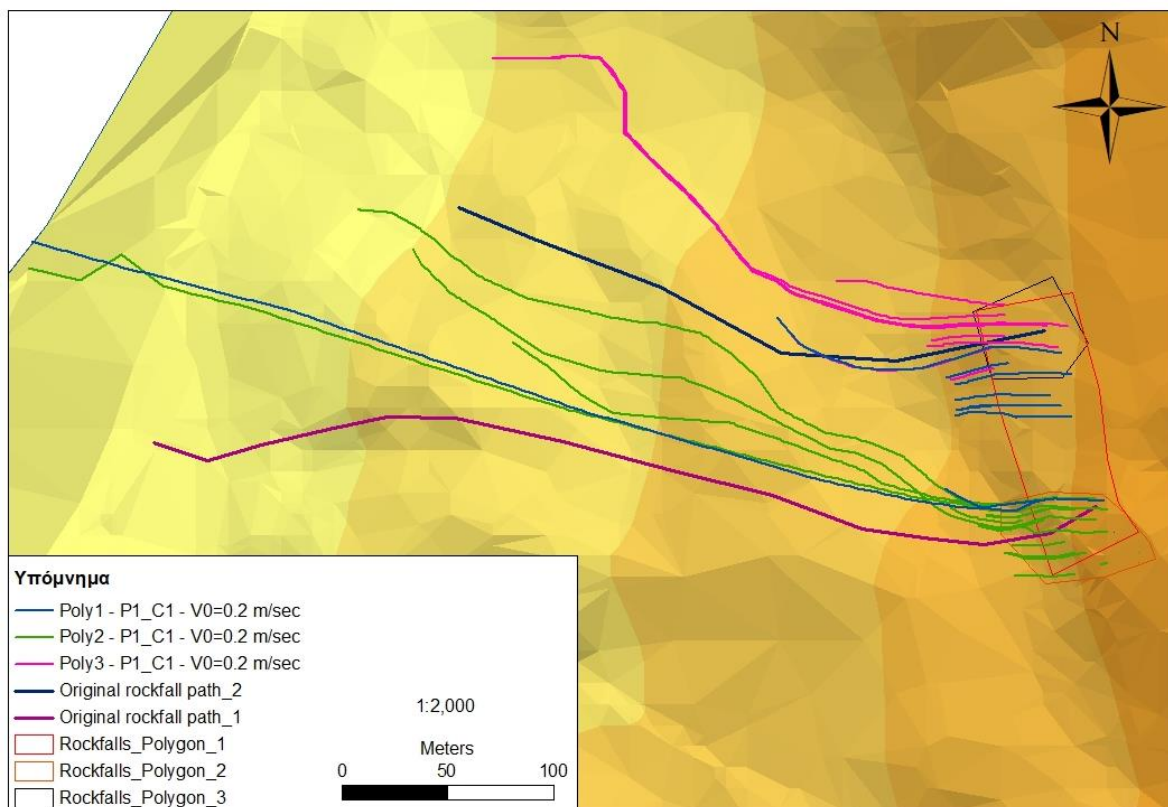 N
Υπόμνημα
Poly1 - P1_C1 - V0=0.2 m/sec
Poly2 - P1_C1 - V0=0.2 m/sec
Poly3 - P1_C1 - V0=0.2 m/sec
Original rockfall path_2
Original rockfall path_1
Rockfalls_Polygon_1
Rockfalls_Polygon_2
Rockfalls_Polygon_3
1:2,000
Meters
0 50 100